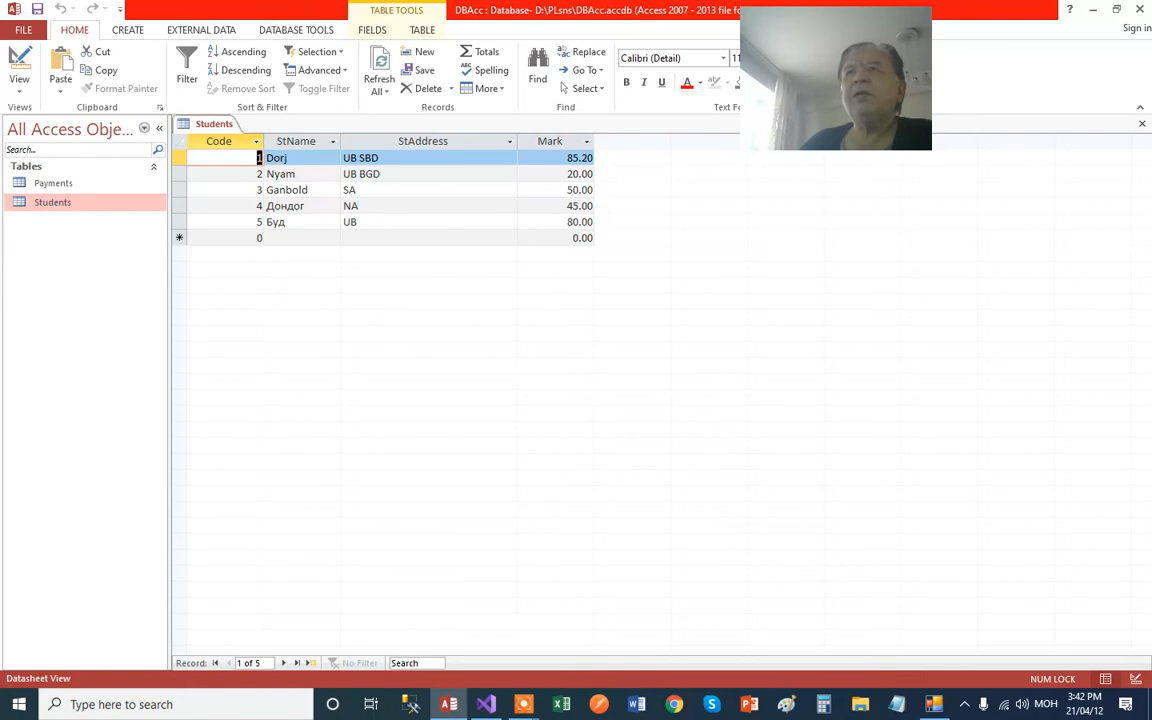 TABLE TOOLS
DBAcc : Database- D:\PLsns\DBAcc.accdb (Access 2007 - 2013 file fo
FILE HOME CREATE EXTERNAL DATA DATABASE TOOLS FIELDS TABLE
Sign in
View
Views
Paste
Cut
Copy
Format Painter
Clipboard
Filter
Ascending
Descending
Remove Sort
Selection
Advanced
Toggle Filter
Sort & Filter
Refresh
All
New
Save
Delete
Totals
Spelling
More
Records
Find
Replace
Go To
Select
Find
Calibri (Detail) 11
B I U A
Text Fo
All Access Obje...
Search...
Tables
Payments
Students
Students
Code StName StAddress Mark
1 Dorj UB SBD 85.20
2 Nyam UB BGD 20.00
3 Ganbold SA 50.00
4 Дондог NA 45.00
5 Буд UB 80.00
0 0.00
Record: 1 of 5 No Filter Search
Datasheet View NUM LOCK
Type here to search
МОН
3:42 PM
21/04/12